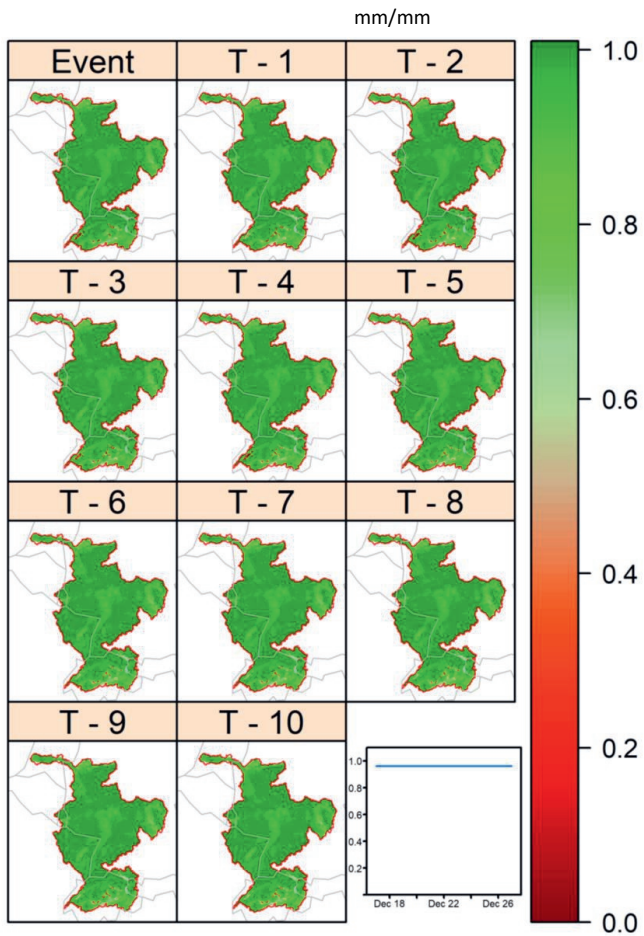 mm/mm
Event T - 1 T - 2
T - 3 T - 4 T - 5
T - 6 T - 7 T - 8
T - 9 T - 10
1.0
0.8
0.6
0.4
0.2
0.0
1.0
0.8
0.6
0.4
0.2
Dec 18 Dec 22 Dec 26